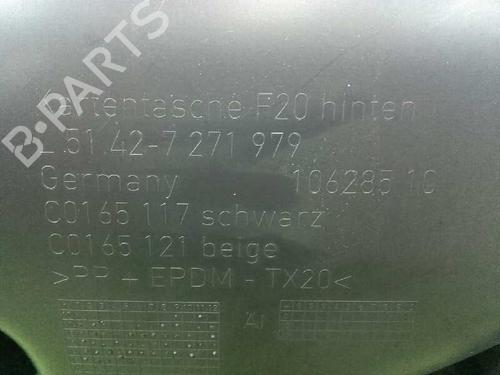 B-PARTS
Kartentasche F20 hinten
L 51 42-7 271 979
Germany 106285 10
C0165 117 schwarz
C0165 121 beige
>PP + EPDM - TX20<